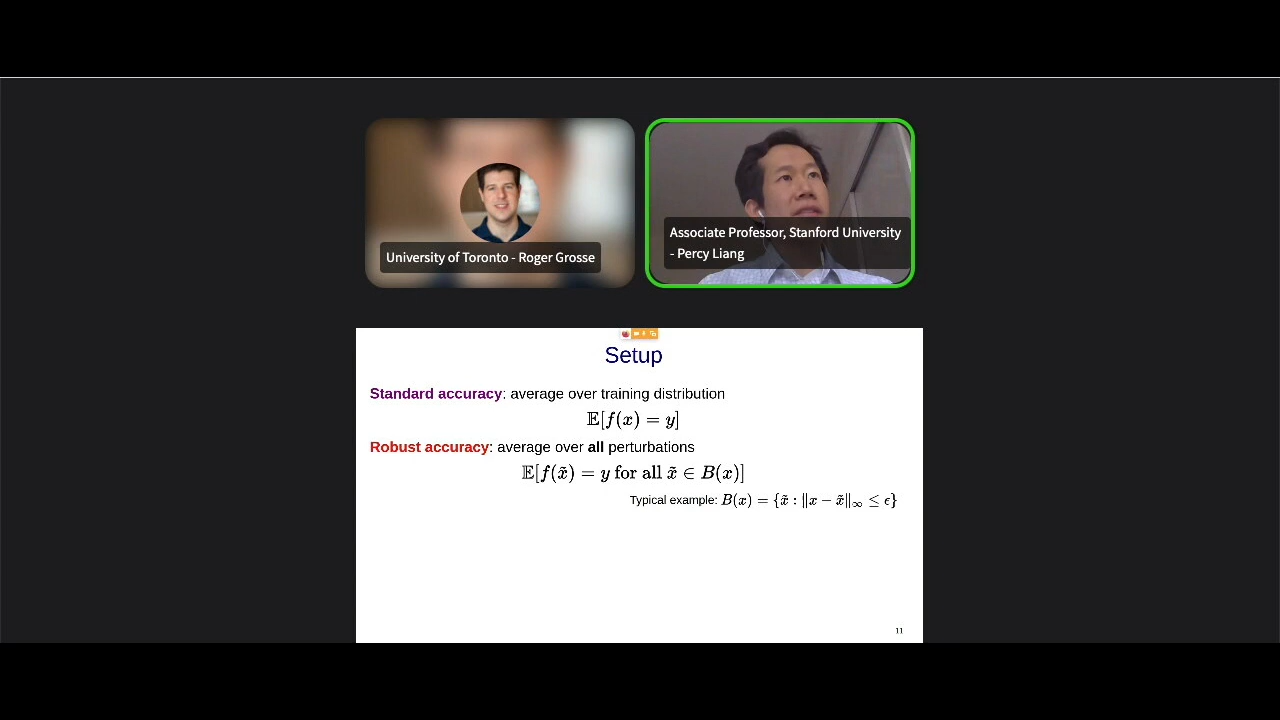 University of Toronto - Roger Grosse
Associate Professor, Stanford University
- Percy Liang
Setup
Standard accuracy: average over training distribution
𝔼[f(x) = y]
Robust accuracy: average over all perturbations
𝔼[f(x̃) = y for all x̃ ∈ B(x)]
Typical example: B(x) = {x̃ : ‖x − x̃‖∞ ≤ ϵ}
11